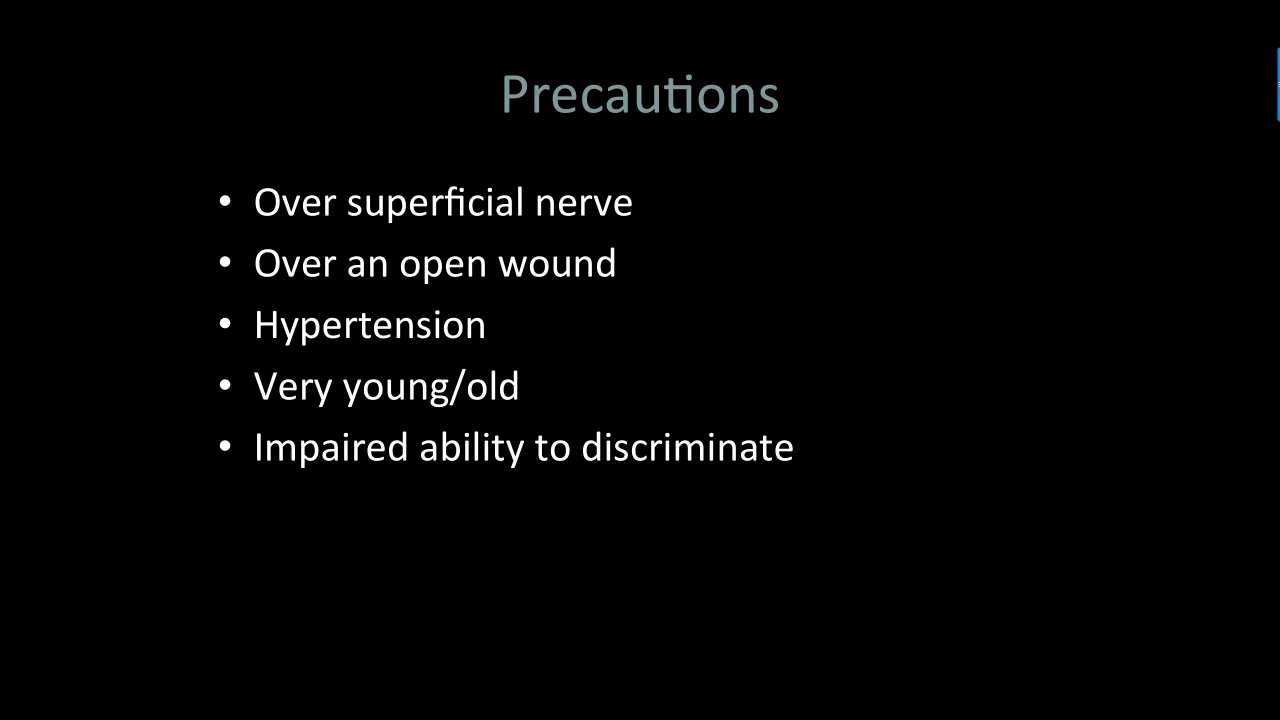 Precautions
• Over superficial nerve
• Over an open wound
• Hypertension
• Very young/old
• Impaired ability to discriminate